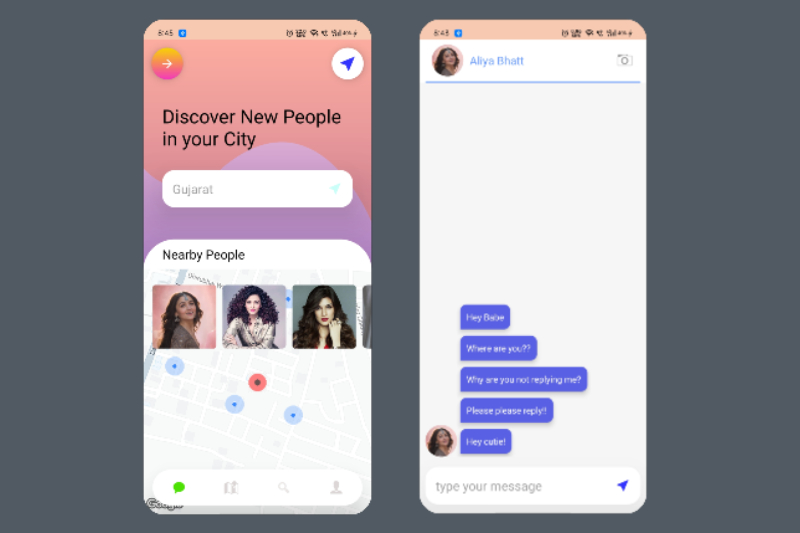 8:45
Discover New People
in your City
Gujarat
Nearby People
Google
8:45
Aliya Bhatt
Hey Babe
Where are you??
Why are you not replying me?
Please please reply!!
Hey cutie!
type your message